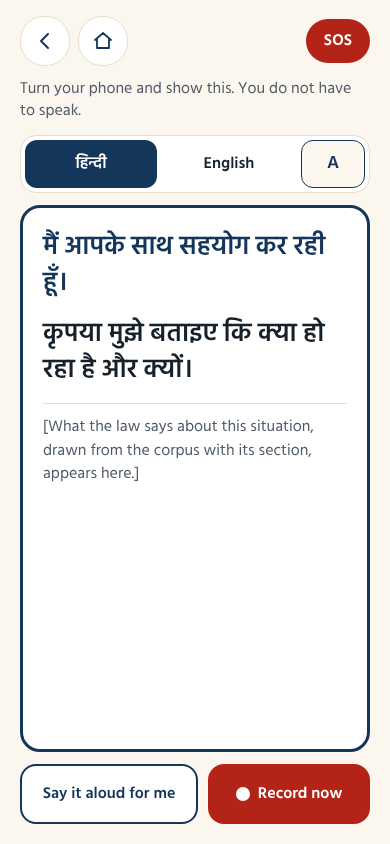 SOS
Turn your phone and show this. You do not have
to speak.
हिन्दी
English
A
मैं आपके साथ सहयोग कर रही
हूँ।
कृपया मुझे बताइए कि क्या हो
रहा है और क्यों।
[What the law says about this situation,
drawn from the corpus with its section,
appears here.]
Say it aloud for me
Record now